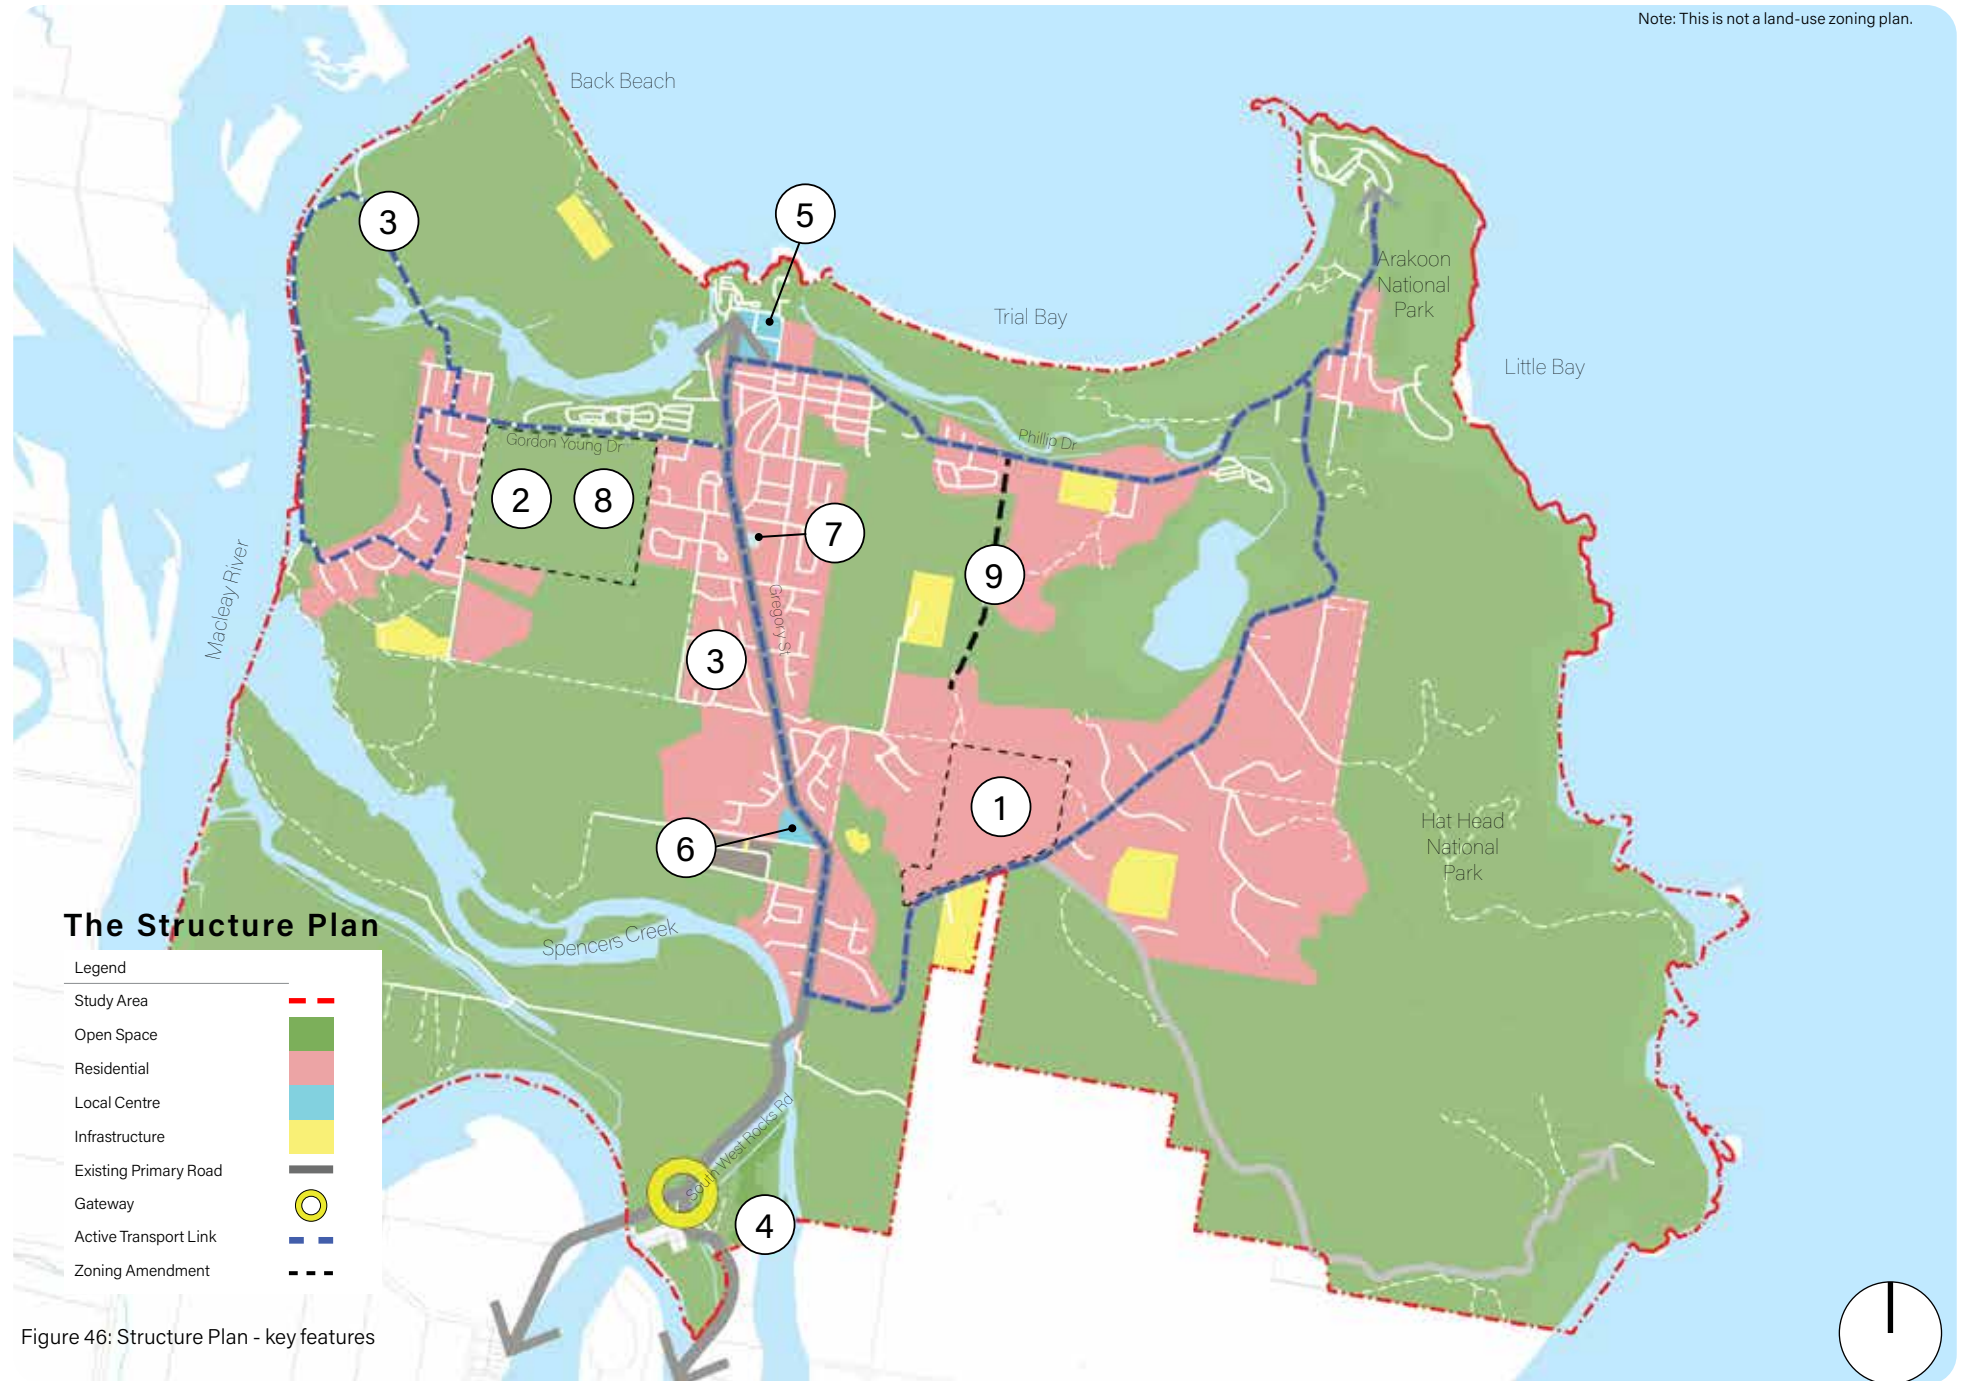 Note: This is not a land-use zoning plan.
Back Beach
3
5
Arakoon
National
Park
Trial Bay
Little Bay
Gordon Young Dr
Phillip Dr
2
8
7
9
Macleay River
Gregory St
3
1
6
Hat Head
National
Park
Spencers Creek
South West Rocks Rd
4
The Structure Plan
Legend
Study Area
Open Space
Residential
Local Centre
Infrastructure
Existing Primary Road
Gateway
Active Transport Link
Zoning Amendment
Figure 46: Structure Plan - key features